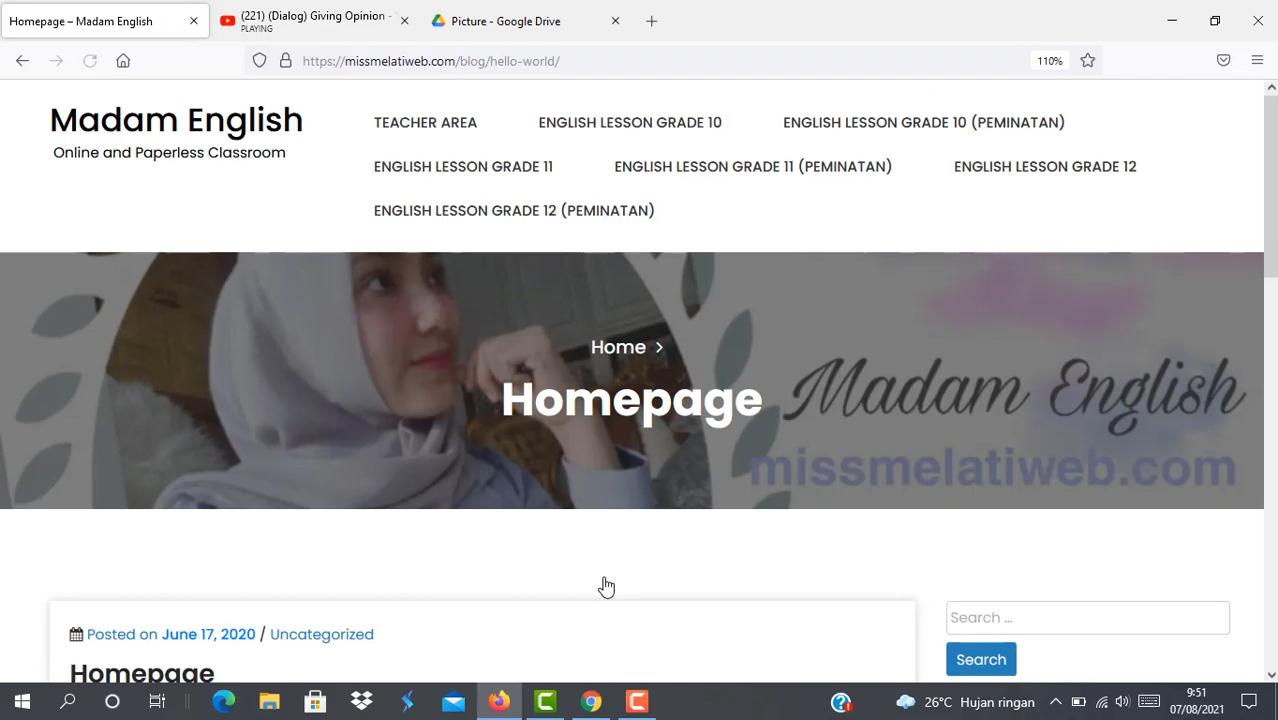 Homepage – Madam English
(221) (Dialog) Giving Opinion -
PLAYING
Picture - Google Drive
https://missmelatiweb.com/blog/hello-world/
110%
Madam English
Online and Paperless Classroom
TEACHER AREA
ENGLISH LESSON GRADE 10
ENGLISH LESSON GRADE 10 (PEMINATAN)
ENGLISH LESSON GRADE 11
ENGLISH LESSON GRADE 11 (PEMINATAN)
ENGLISH LESSON GRADE 12
ENGLISH LESSON GRADE 12 (PEMINATAN)
Home >
Homepage
Madam English
missmelatiweb.com
Posted on June 17, 2020 / Uncategorized
Homepage
Search …
Search
26°C Hujan ringan
9:51
07/08/2021